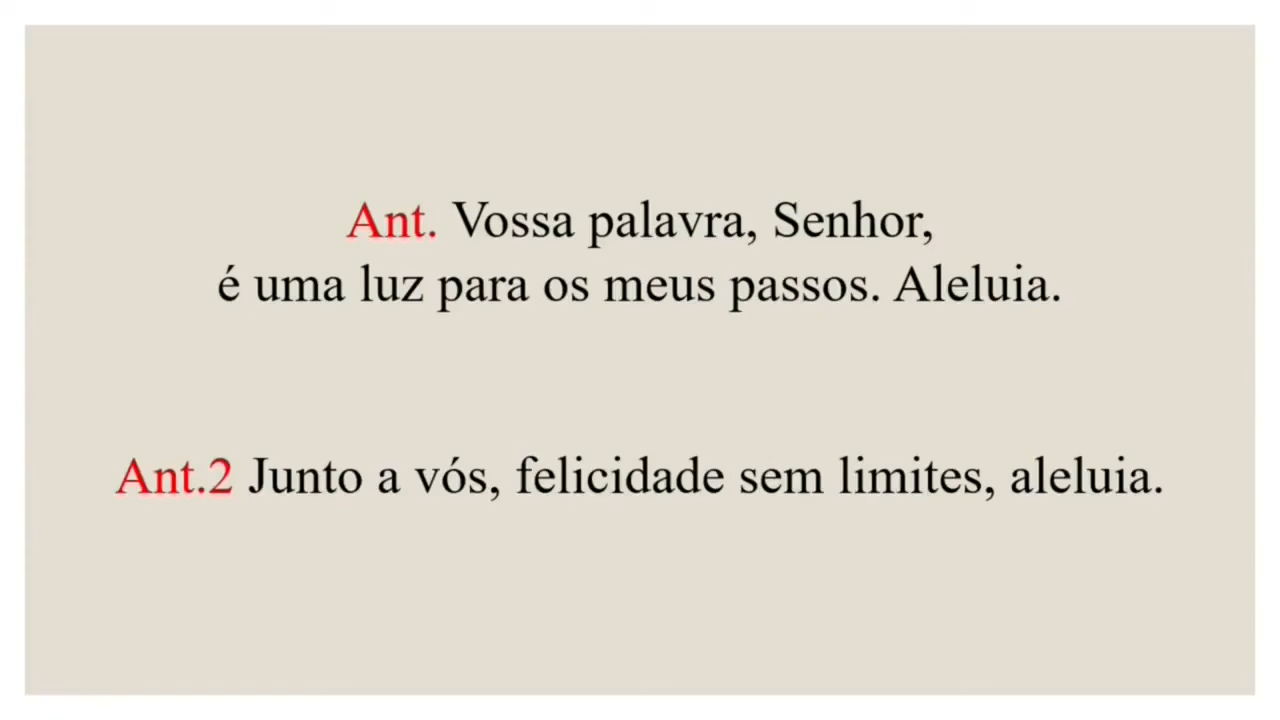 Ant. Vossa palavra, Senhor,
é uma luz para os meus passos. Aleluia.
Ant.2 Junto a vós, felicidade sem limites, aleluia.